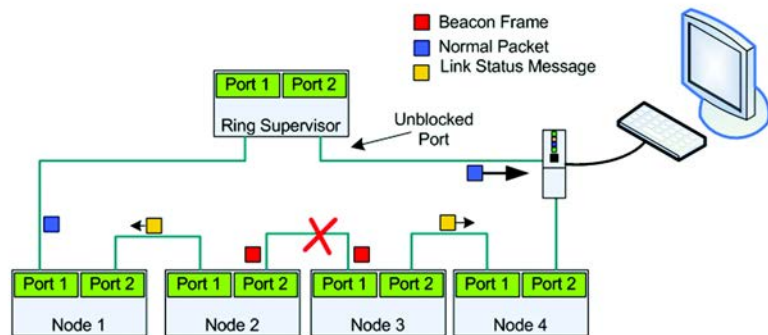 Beacon Frame
Normal Packet
Link Status Message
Port 1 Port 2
Ring Supervisor
Unblocked
Port
Port 1 Port 2 Port 1 Port 2 Port 1 Port 2 Port 1 Port 2
Node 1 Node 2 Node 3 Node 4